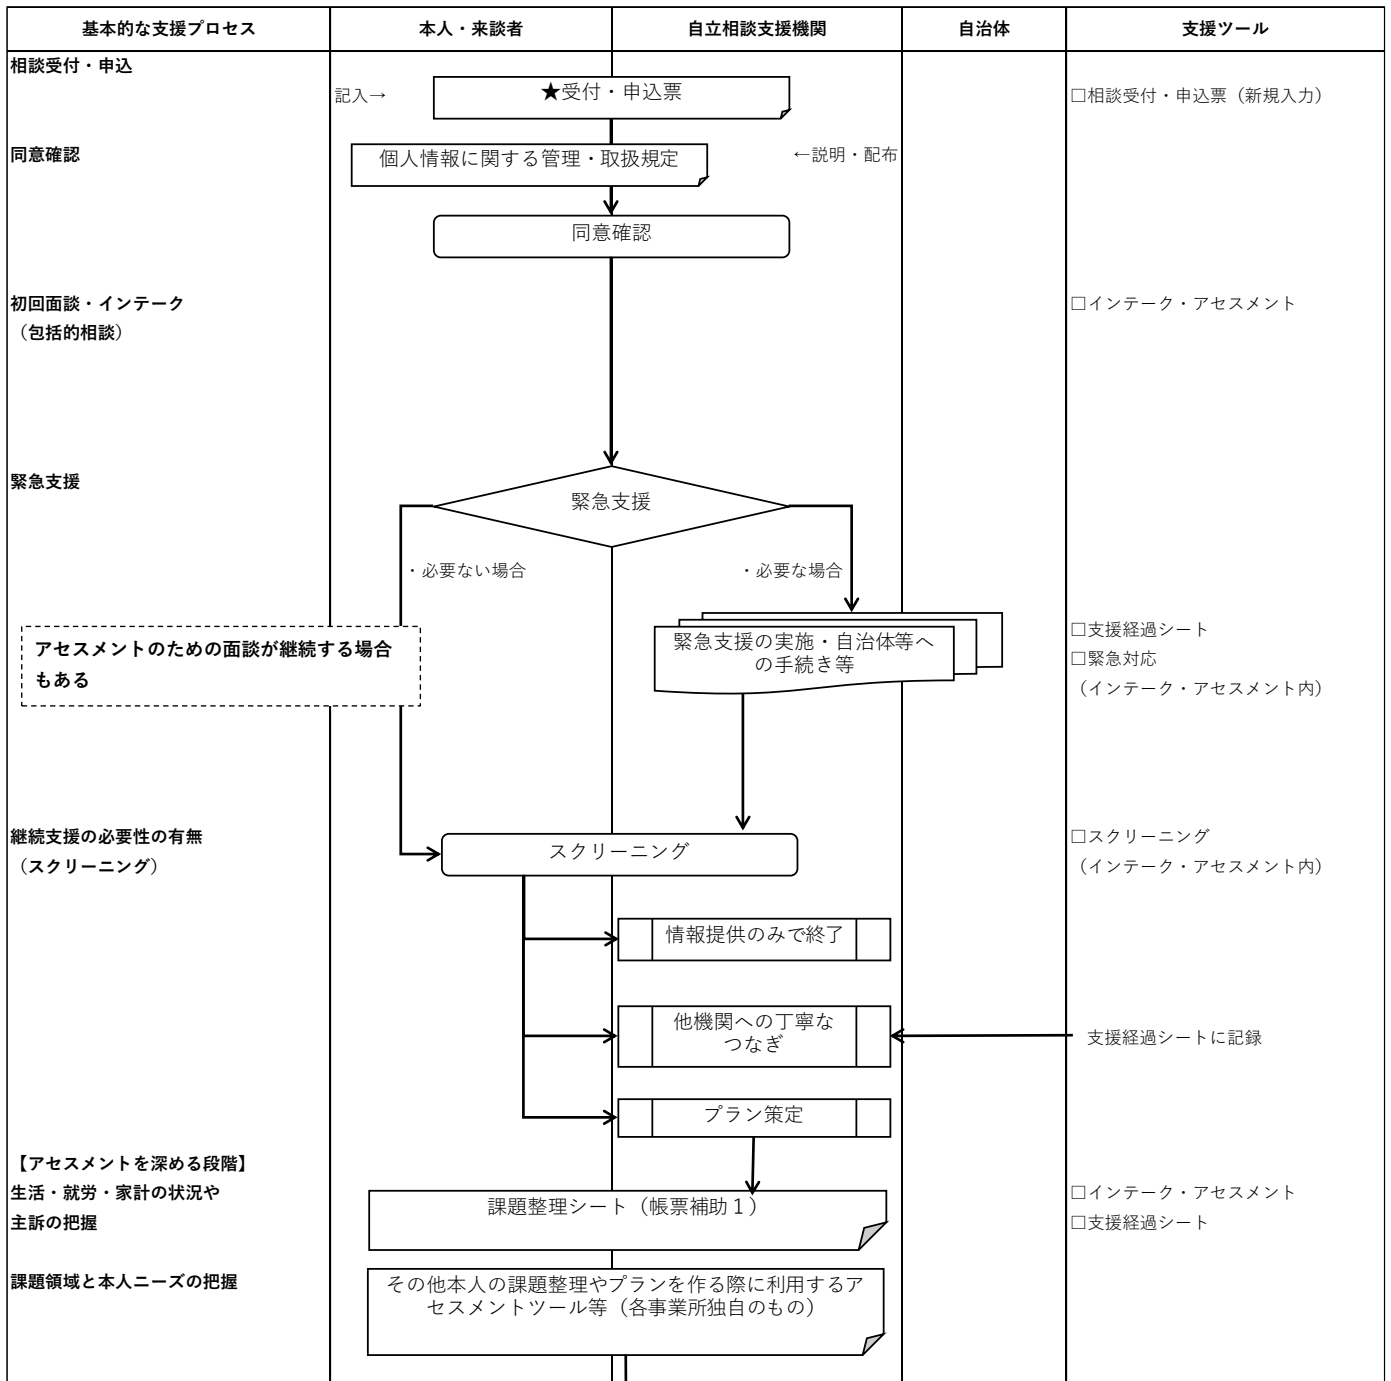 基本的な支援プロセス
本人・来談者
自立相談支援機関
自治体
支援ツール
相談受付・申込
記入→
★受付・申込票
□相談受付・申込票（新規入力）
同意確認
個人情報に関する管理・取扱規定
←説明・配布
同意確認
初回面談・インテーク
（包括的相談）
□インテーク・アセスメント
緊急支援
緊急支援
・必要ない場合
・必要な場合
アセスメントのための面談が継続する場合
もある
緊急支援の実施・自治体等へ
の手続き等
□支援経過シート
□緊急対応
（インテーク・アセスメント内）
継続支援の必要性の有無
（スクリーニング）
スクリーニング
□スクリーニング
（インテーク・アセスメント内）
情報提供のみで終了
他機関への丁寧な
つなぎ
支援経過シートに記録
プラン策定
【アセスメントを深める段階】
生活・就労・家計の状況や
主訴の把握
課題整理シート（帳票補助１）
□インテーク・アセスメント
□支援経過シート
課題領域と本人ニーズの把握
その他本人の課題整理やプランを作る際に利用するア
セスメントツール等（各事業所独自のもの）